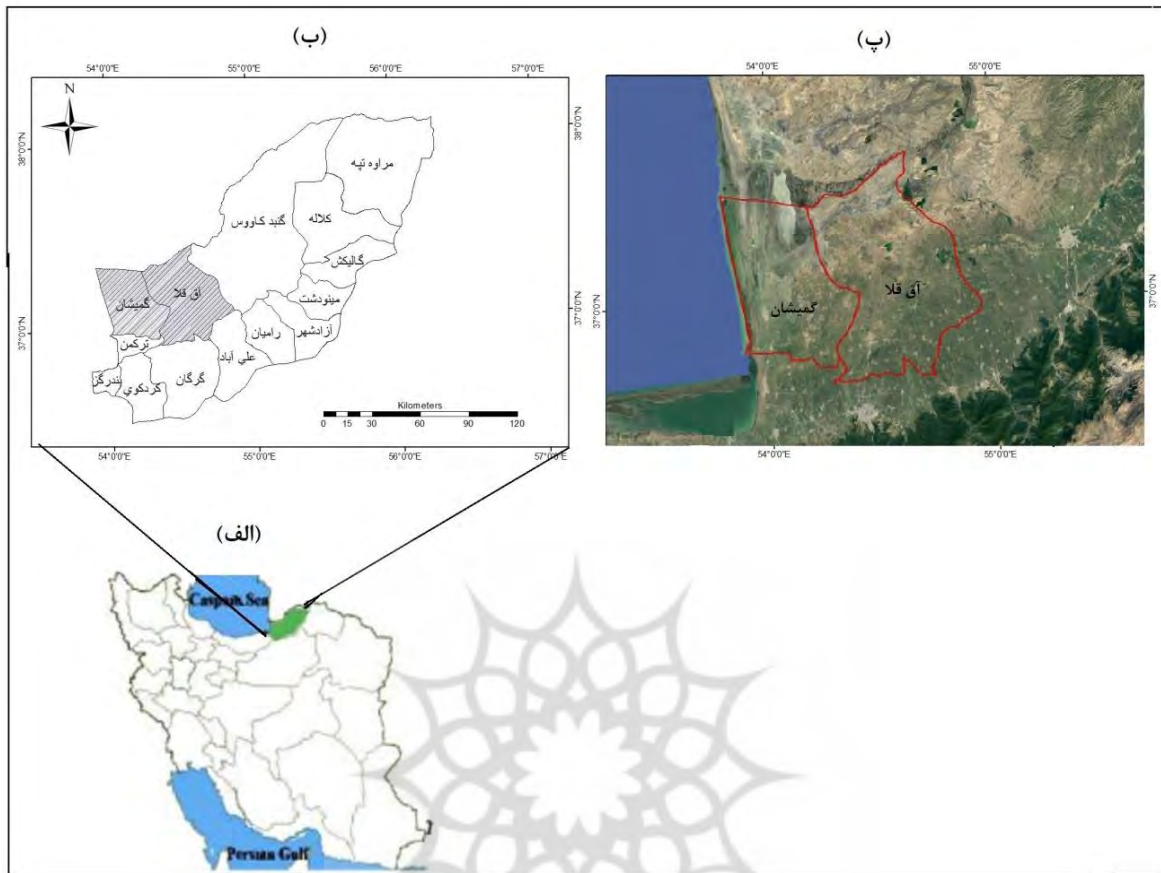 (ب)
54°0'0"E 55°0'0"E 56°0'0"E 57°0'0"E
N
38°0'0"N
37°0'0"N
38°0'0"N
37°0'0"N
مراوه تپه
گنبد کاووس
کلاله
گالیکش
مینودشت
آزادشهر
رامیان
علي آباد
آق قلا
گمیشان
ترکمن
بندرگز
کردکوي
گرگان
Kilometers
0 15 30 60 90 120
54°0'0"E 55°0'0"E 56°0'0"E 57°0'0"E
(پ)
54°0'0"E 55°0'0"E
37°0'0"N
37°0'0"N
آق قلا
گمیشان
54°0'0"E 55°0'0"E
(الف)
Caspian Sea
Persian Gulf